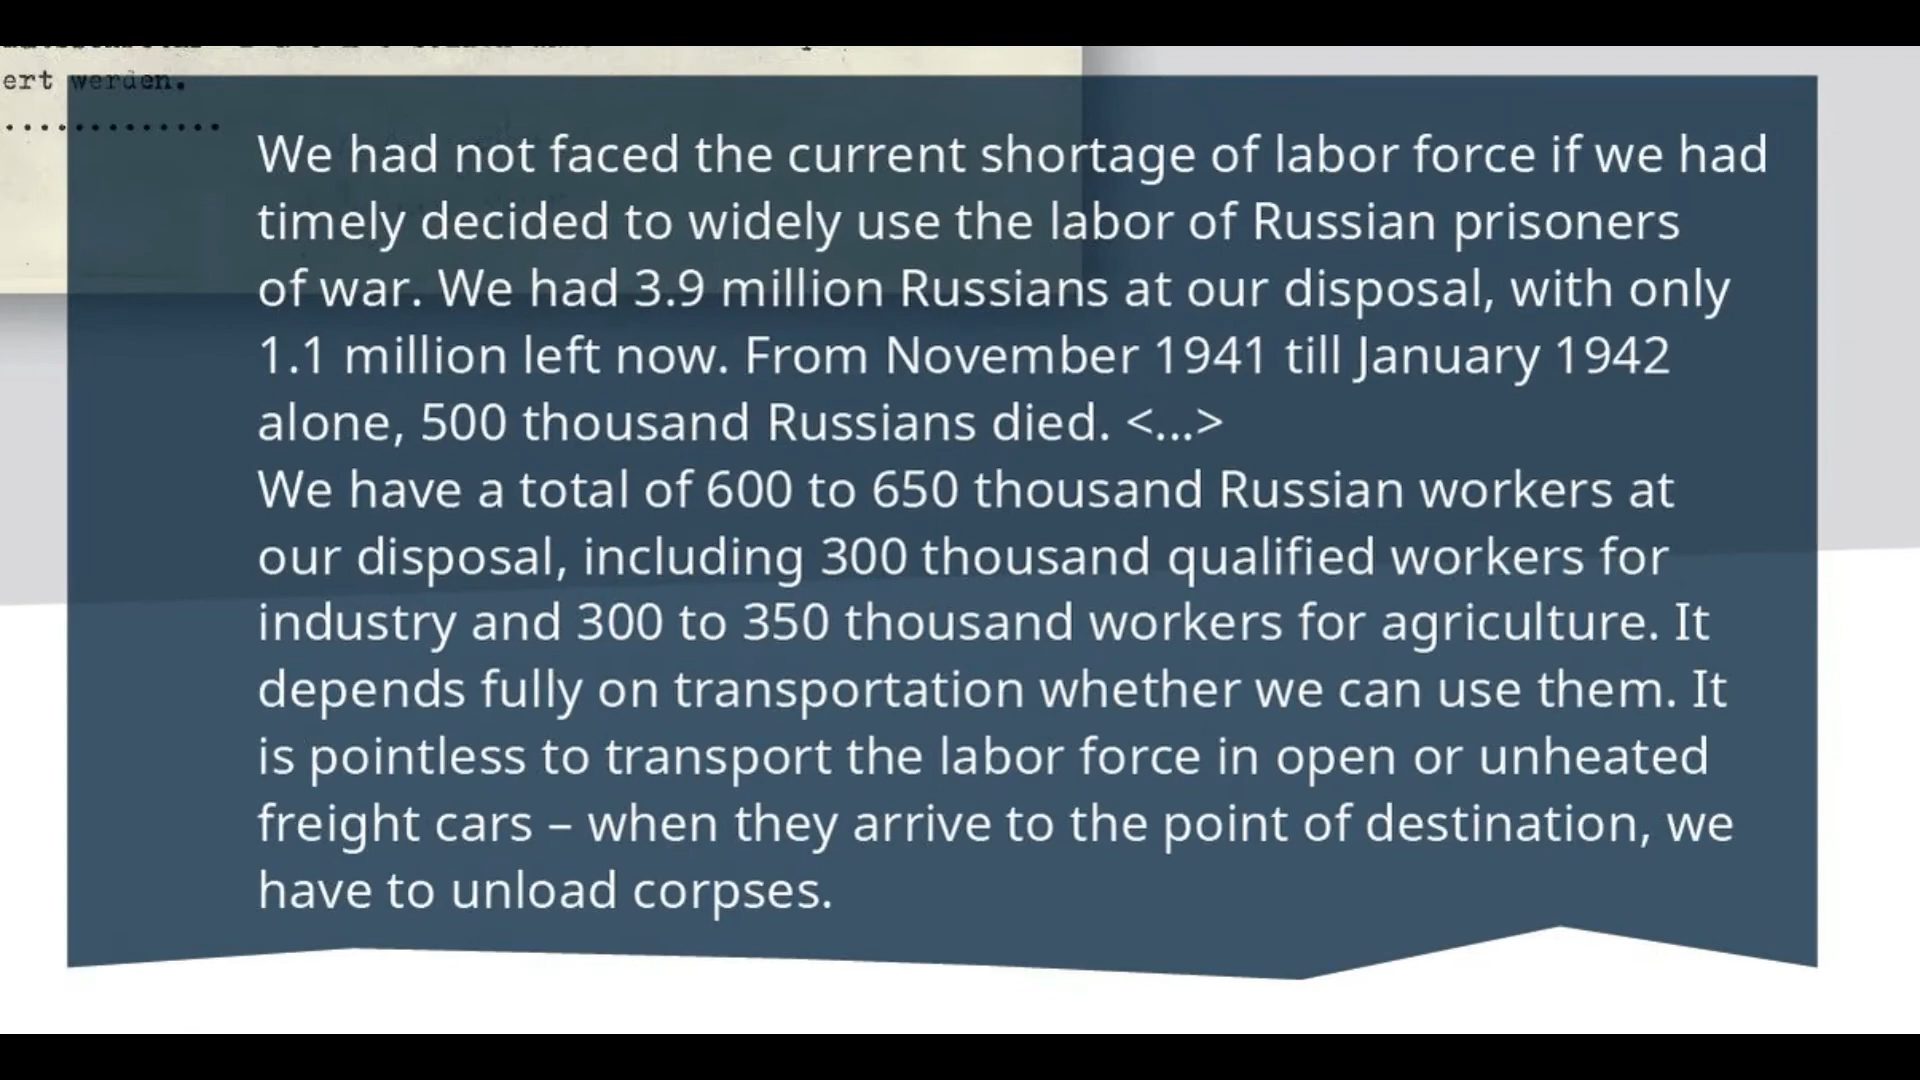 ert werden.
.............
We had not faced the current shortage of labor force if we had
timely decided to widely use the labor of Russian prisoners
of war. We had 3.9 million Russians at our disposal, with only
1.1 million left now. From November 1941 till January 1942
alone, 500 thousand Russians died. <...>
We have a total of 600 to 650 thousand Russian workers at
our disposal, including 300 thousand qualified workers for
industry and 300 to 350 thousand workers for agriculture. It
depends fully on transportation whether we can use them. It
is pointless to transport the labor force in open or unheated
freight cars – when they arrive to the point of destination, we
have to unload corpses.